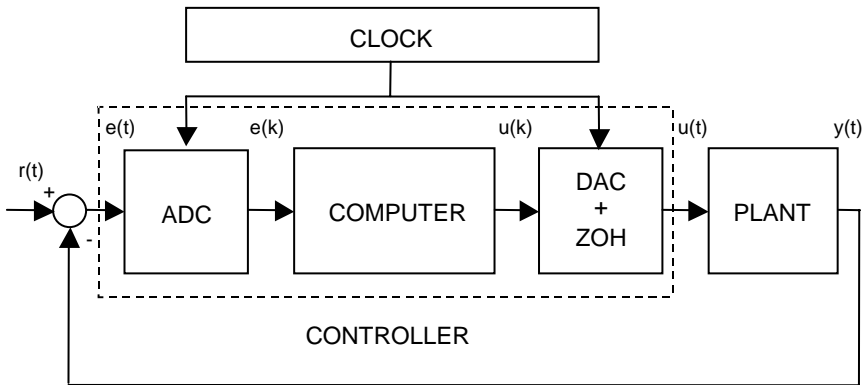 CLOCK
e(t)
e(k)
u(k)
u(t)
y(t)
r(t)
+
-
ADC
COMPUTER
DAC
+
ZOH
PLANT
CONTROLLER